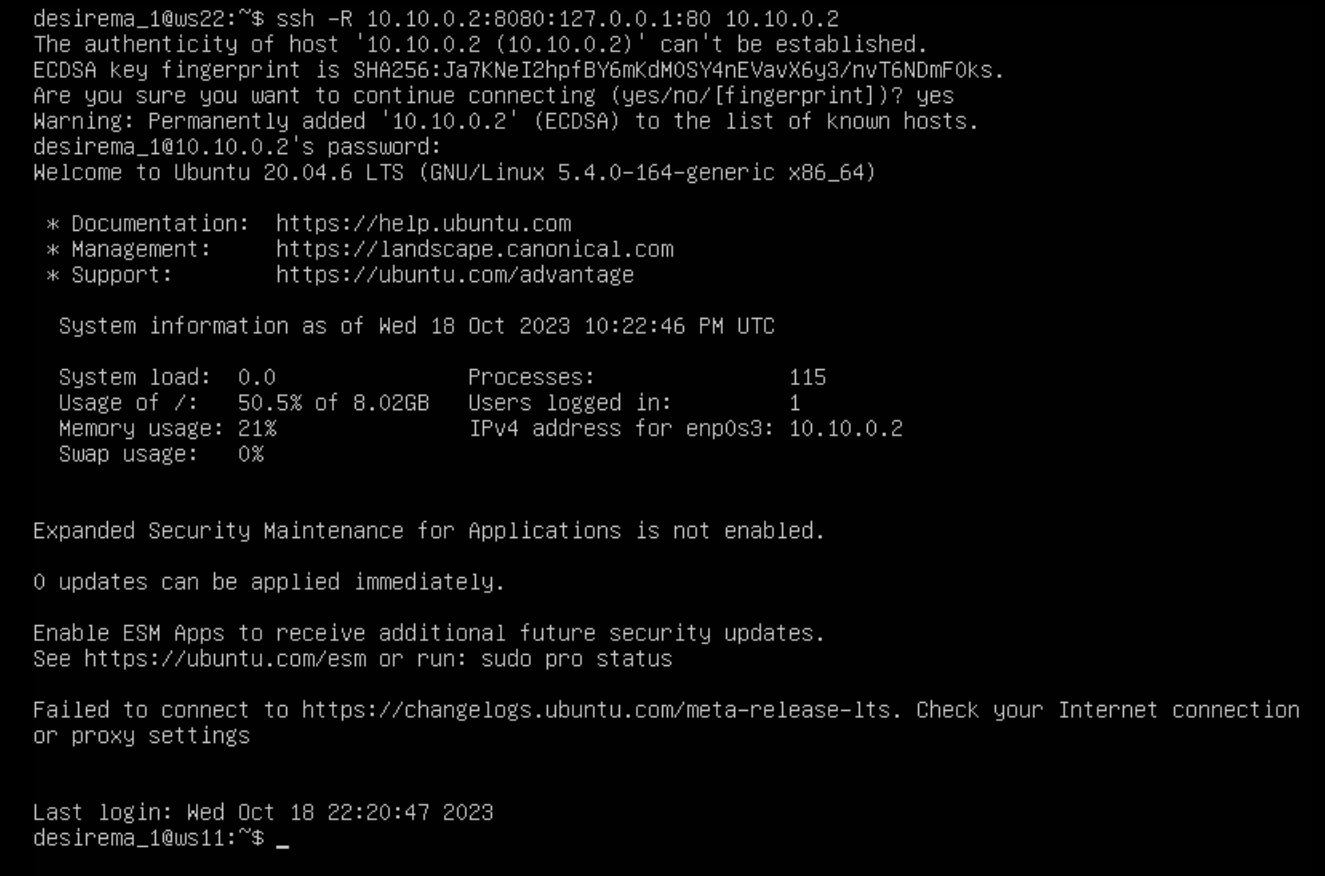 desirema_1@ws22:~$ ssh -R 10.10.0.2:8080:127.0.0.1:80 10.10.0.2
The authenticity of host '10.10.0.2 (10.10.0.2)' can't be established.
ECDSA key fingerprint is SHA256:Ja7KNeI2hpfBY6mKdMOSY4nEVavX6y3/nvT6NDmF0ks.
Are you sure you want to continue connecting (yes/no/[fingerprint])? yes
Warning: Permanently added '10.10.0.2' (ECDSA) to the list of known hosts.
desirema_1@10.10.0.2's password:
Welcome to Ubuntu 20.04.6 LTS (GNU/Linux 5.4.0-164-generic x86_64)
* Documentation:  https://help.ubuntu.com
* Management:     https://landscape.canonical.com
* Support:        https://ubuntu.com/advantage
System information as of Wed 18 Oct 2023 10:22:46 PM UTC
System load:  0.0               Processes:               115
Usage of /:   50.5% of 8.02GB   Users logged in:         1
Memory usage: 21%               IPv4 address for enp0s3: 10.10.0.2
Swap usage:   0%
Expanded Security Maintenance for Applications is not enabled.
0 updates can be applied immediately.
Enable ESM Apps to receive additional future security updates.
See https://ubuntu.com/esm or run: sudo pro status
Failed to connect to https://changelogs.ubuntu.com/meta-release-lts. Check your Internet connection
or proxy settings
Last login: Wed Oct 18 22:20:47 2023
desirema_1@ws11:~$ _